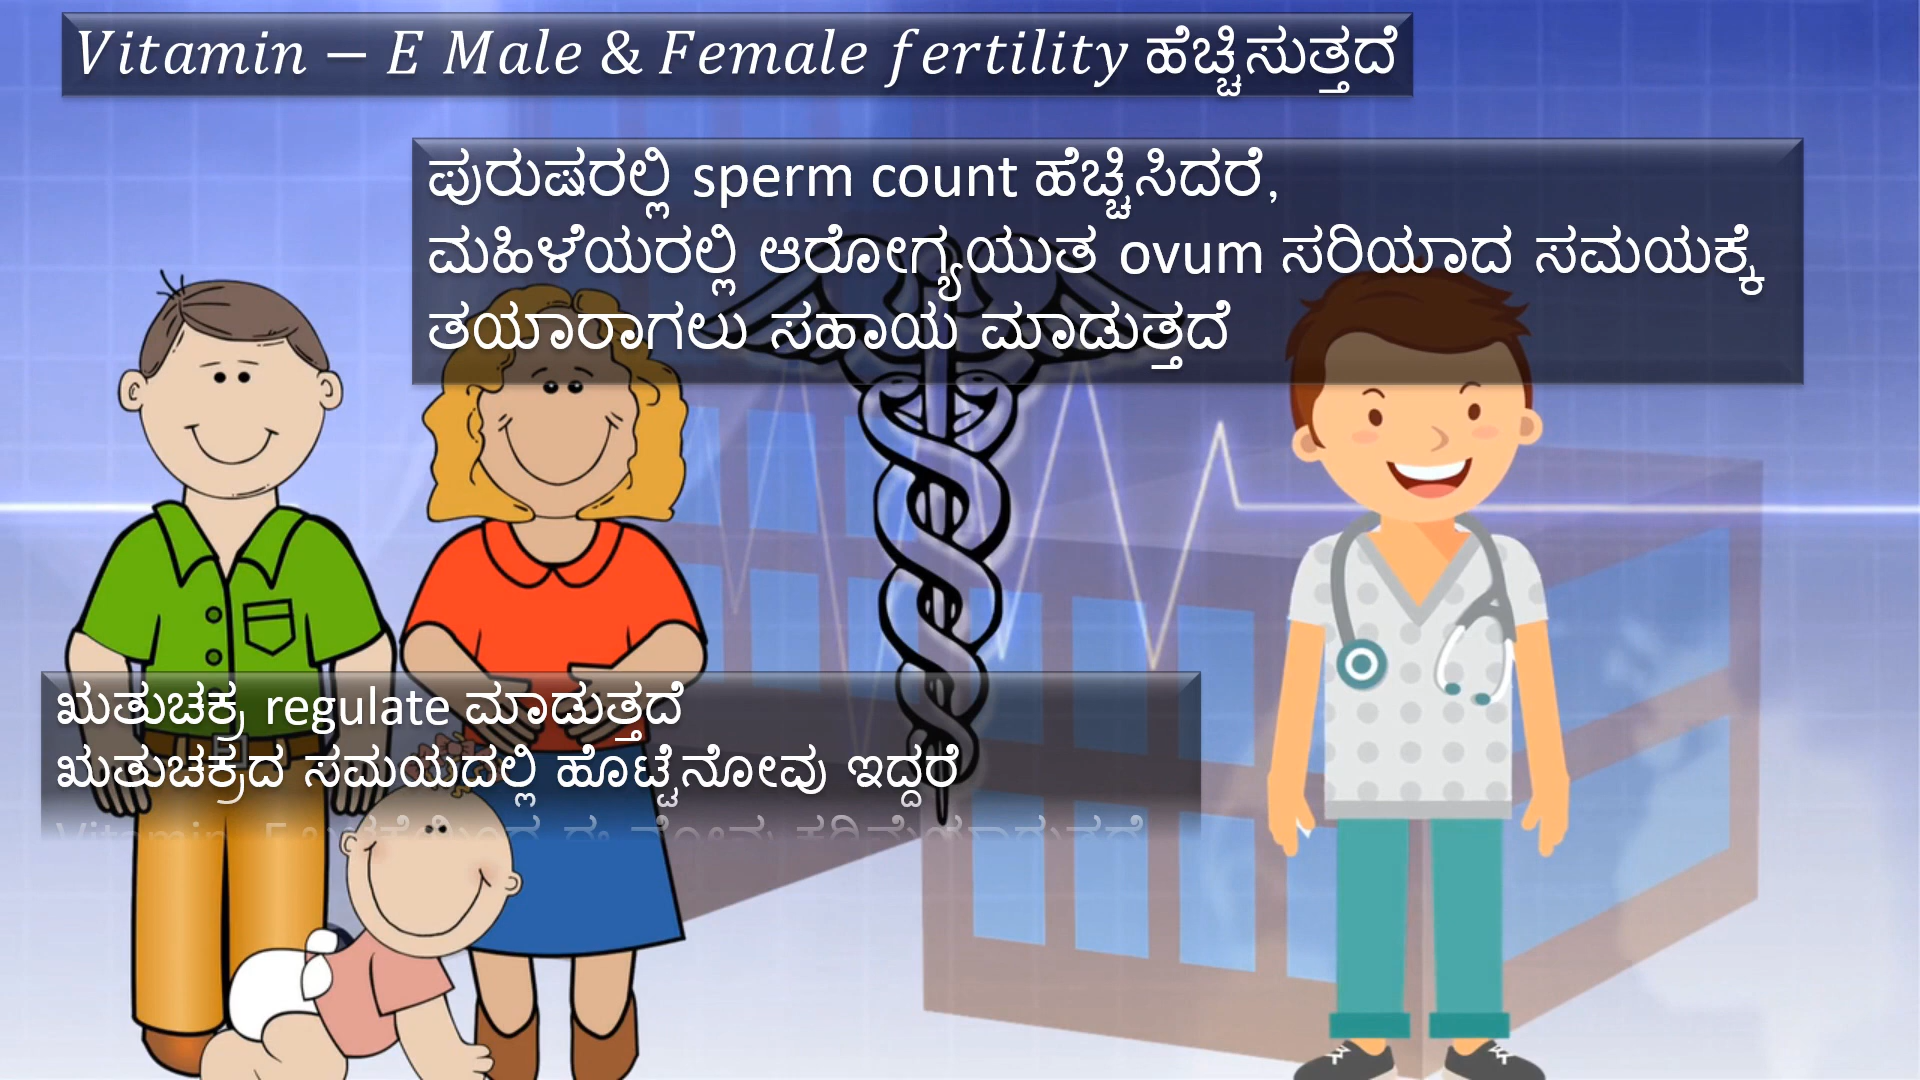 Vitamin – E Male & Female fertility ಹೆಚ್ಚಿಸುತ್ತದೆ
ಪುರುಷರಲ್ಲಿ sperm count ಹೆಚ್ಚಿಸಿದರೆ,
ಮಹಿಳೆಯರಲ್ಲಿ ಆರೋಗ್ಯಯುತ ovum ಸರಿಯಾದ ಸಮಯಕ್ಕೆ
ತಯಾರಾಗಲು ಸಹಾಯ ಮಾಡುತ್ತದೆ
ಋತುಚಕ್ರ regulate ಮಾಡುತ್ತದೆ
ಋತುಚಕ್ರದ ಸಮಯದಲ್ಲಿ ಹೊಟ್ಟೆನೋವು ಇದ್ದರೆ